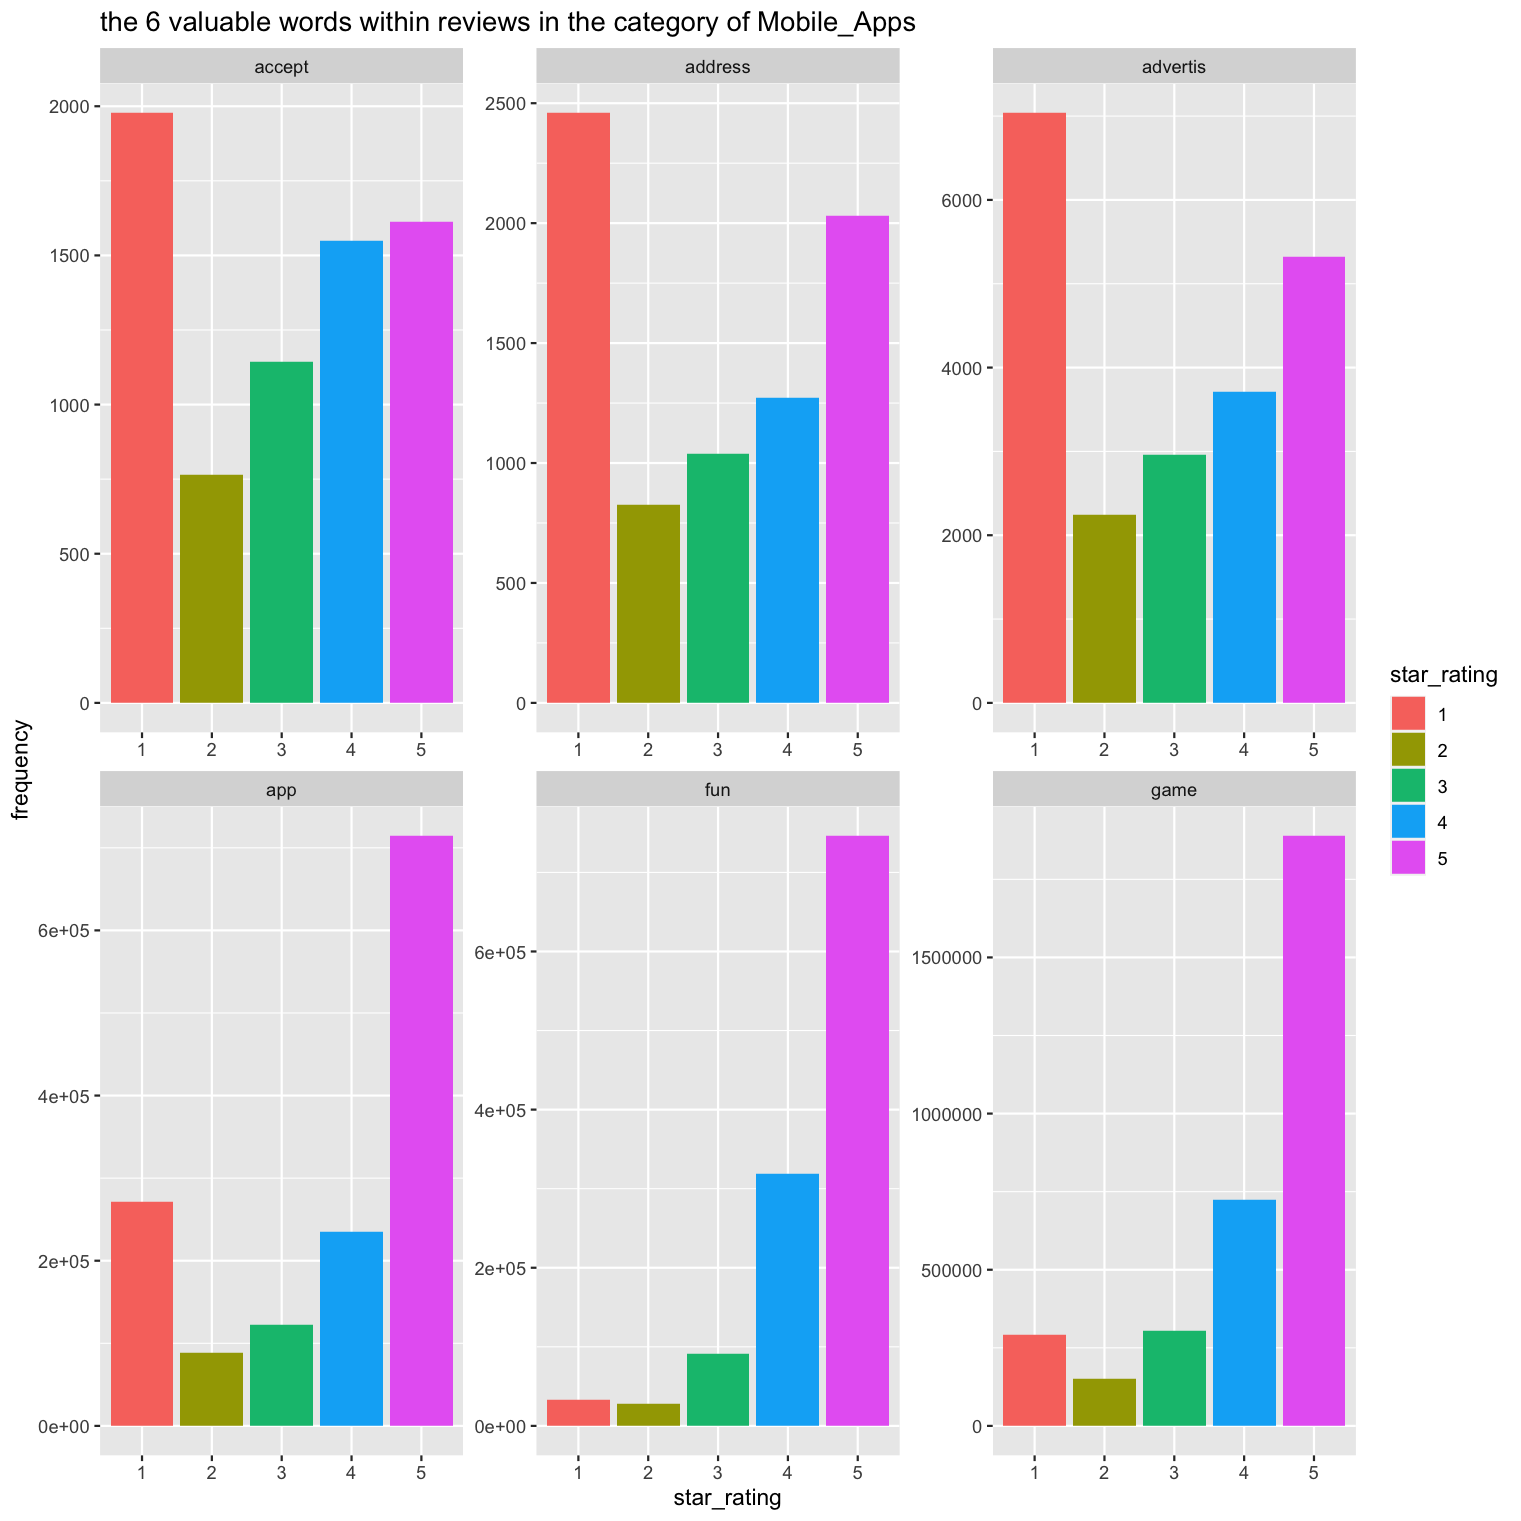 the 6 valuable words within reviews in the category of Mobile_Apps
accept
2000
1500
1000
500
0
1 2 3 4 5
address
2500
2000
1500
1000
500
0
1 2 3 4 5
advertis
6000
4000
2000
0
1 2 3 4 5
app
6e+05
4e+05
2e+05
0e+00
1 2 3 4 5
fun
6e+05
4e+05
2e+05
0e+00
1 2 3 4 5
game
1500000
1000000
500000
0
1 2 3 4 5
frequency
star_rating
star_rating
1
2
3
4
5